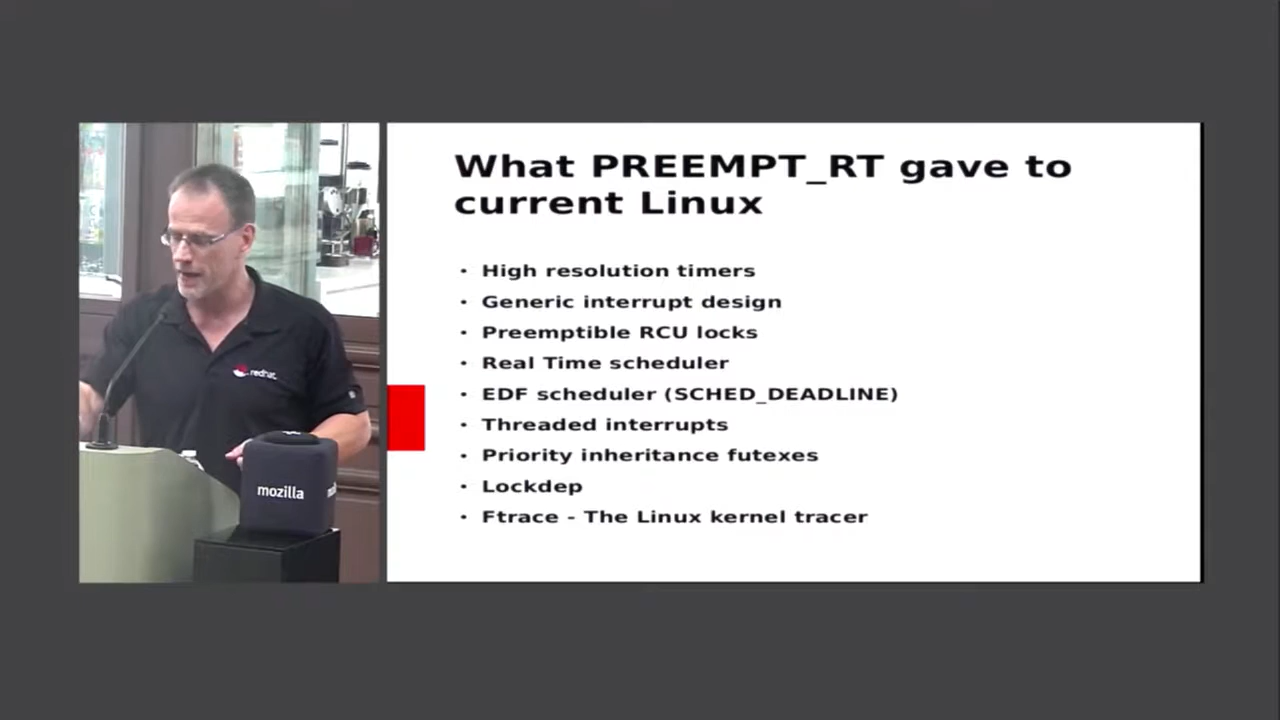 What PREEMPT_RT gave to
current Linux
• High resolution timers
• Generic interrupt design
• Preemptible RCU locks
• Real Time scheduler
• EDF scheduler (SCHED_DEADLINE)
• Threaded interrupts
• Priority inheritance futexes
• Lockdep
• Ftrace - The Linux kernel tracer
redhat.
mozilla